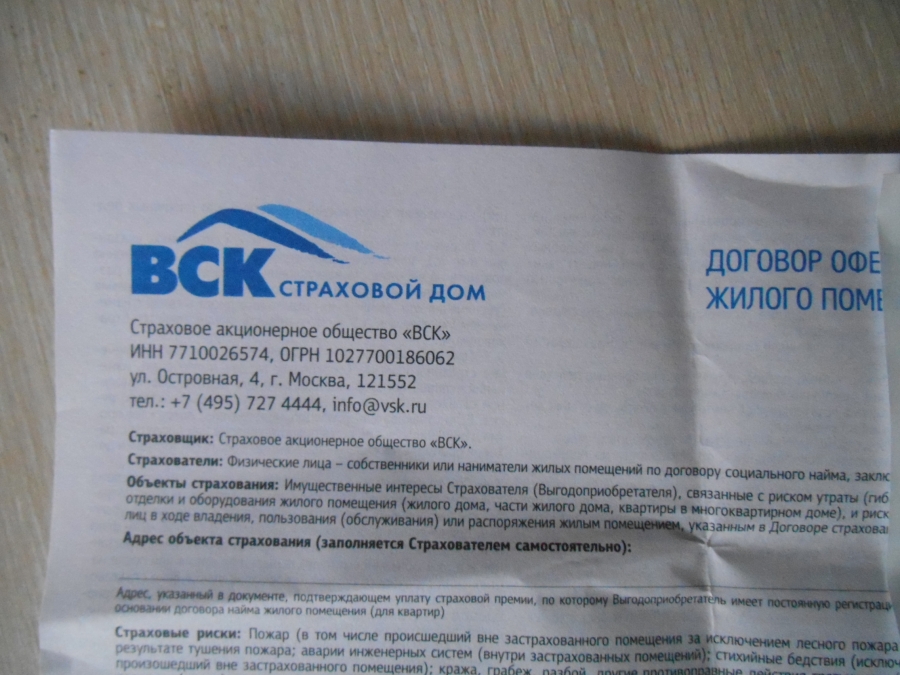 ВСК СТРАХОВОЙ ДОМ
ДОГОВОР ОФЕ
ЖИЛОГО ПОМЕ
Страховое акционерное общество «ВСК»
ИНН 7710026574, ОГРН 1027700186062
ул. Островная, 4, г. Москва, 121552
тел.: +7 (495) 727 4444, info@vsk.ru
Страховщик: Страховое акционерное общество «ВСК».
Страхователи: Физические лица – собственники или наниматели жилых помещений по договору социального найма, заклю
Объекты страхования: Имущественные интересы Страхователя (Выгодоприобретателя), связанные с риском утраты (гиб
отделки и оборудования жилого помещения (жилого дома, части жилого дома, квартиры в многоквартирном доме), и риск
лиц в ходе владения, пользования (обслуживания) или распоряжения жилым помещением, указанным в Договоре страхова
Адрес объекта страхования (заполняется Страхователем самостоятельно):
Адрес, указанный в документе, подтверждающем уплату страховой премии, по которому Выгодоприобретатель имеет постоянную регистраци
основании договора найма жилого помещения (для квартир)
Страховые риски: Пожар (в том числе происшедший вне застрахованного помещения за исключением лесного пожара
результате тушения пожара; аварии инженерных систем (внутри застрахованных помещений); стихийные бедствия (исключ
произошедший вне застрахованного помещения); кража, грабеж, разбой, другие противоправные действия